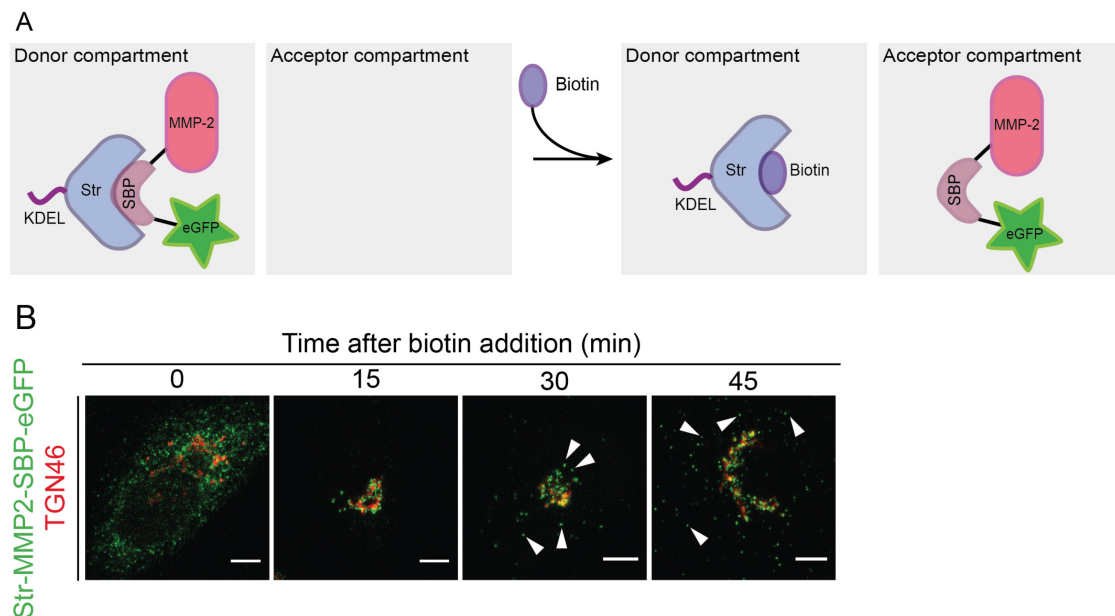 A
Donor compartment
Acceptor compartment
Biotin
Donor compartment
Acceptor compartment
MMP-2
Str
SBP
KDEL
eGFP
Str
Biotin
KDEL
MMP-2
SBP
eGFP
B
Time after biotin addition (min)
0 15 30 45
Str-MMP2-SBP-eGFP
TGN46